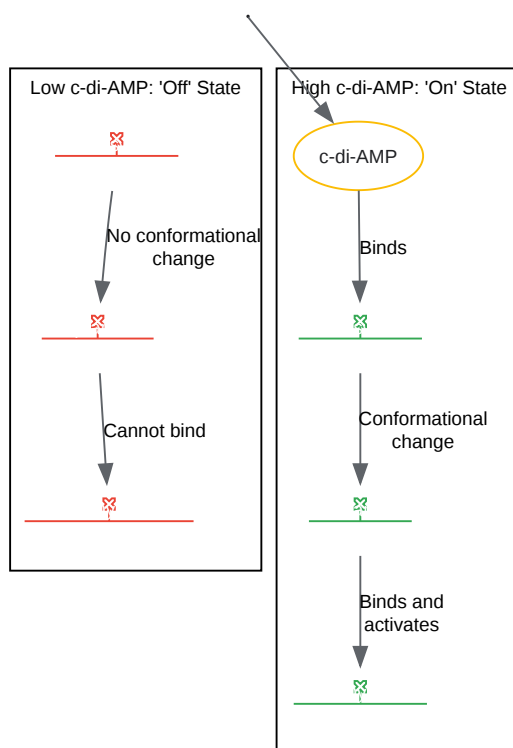 Low c-di-AMP: 'Off' State
No conformational
change
Cannot bind
High c-di-AMP: 'On' State
c-di-AMP
Binds
Conformational
change
Binds and
activates